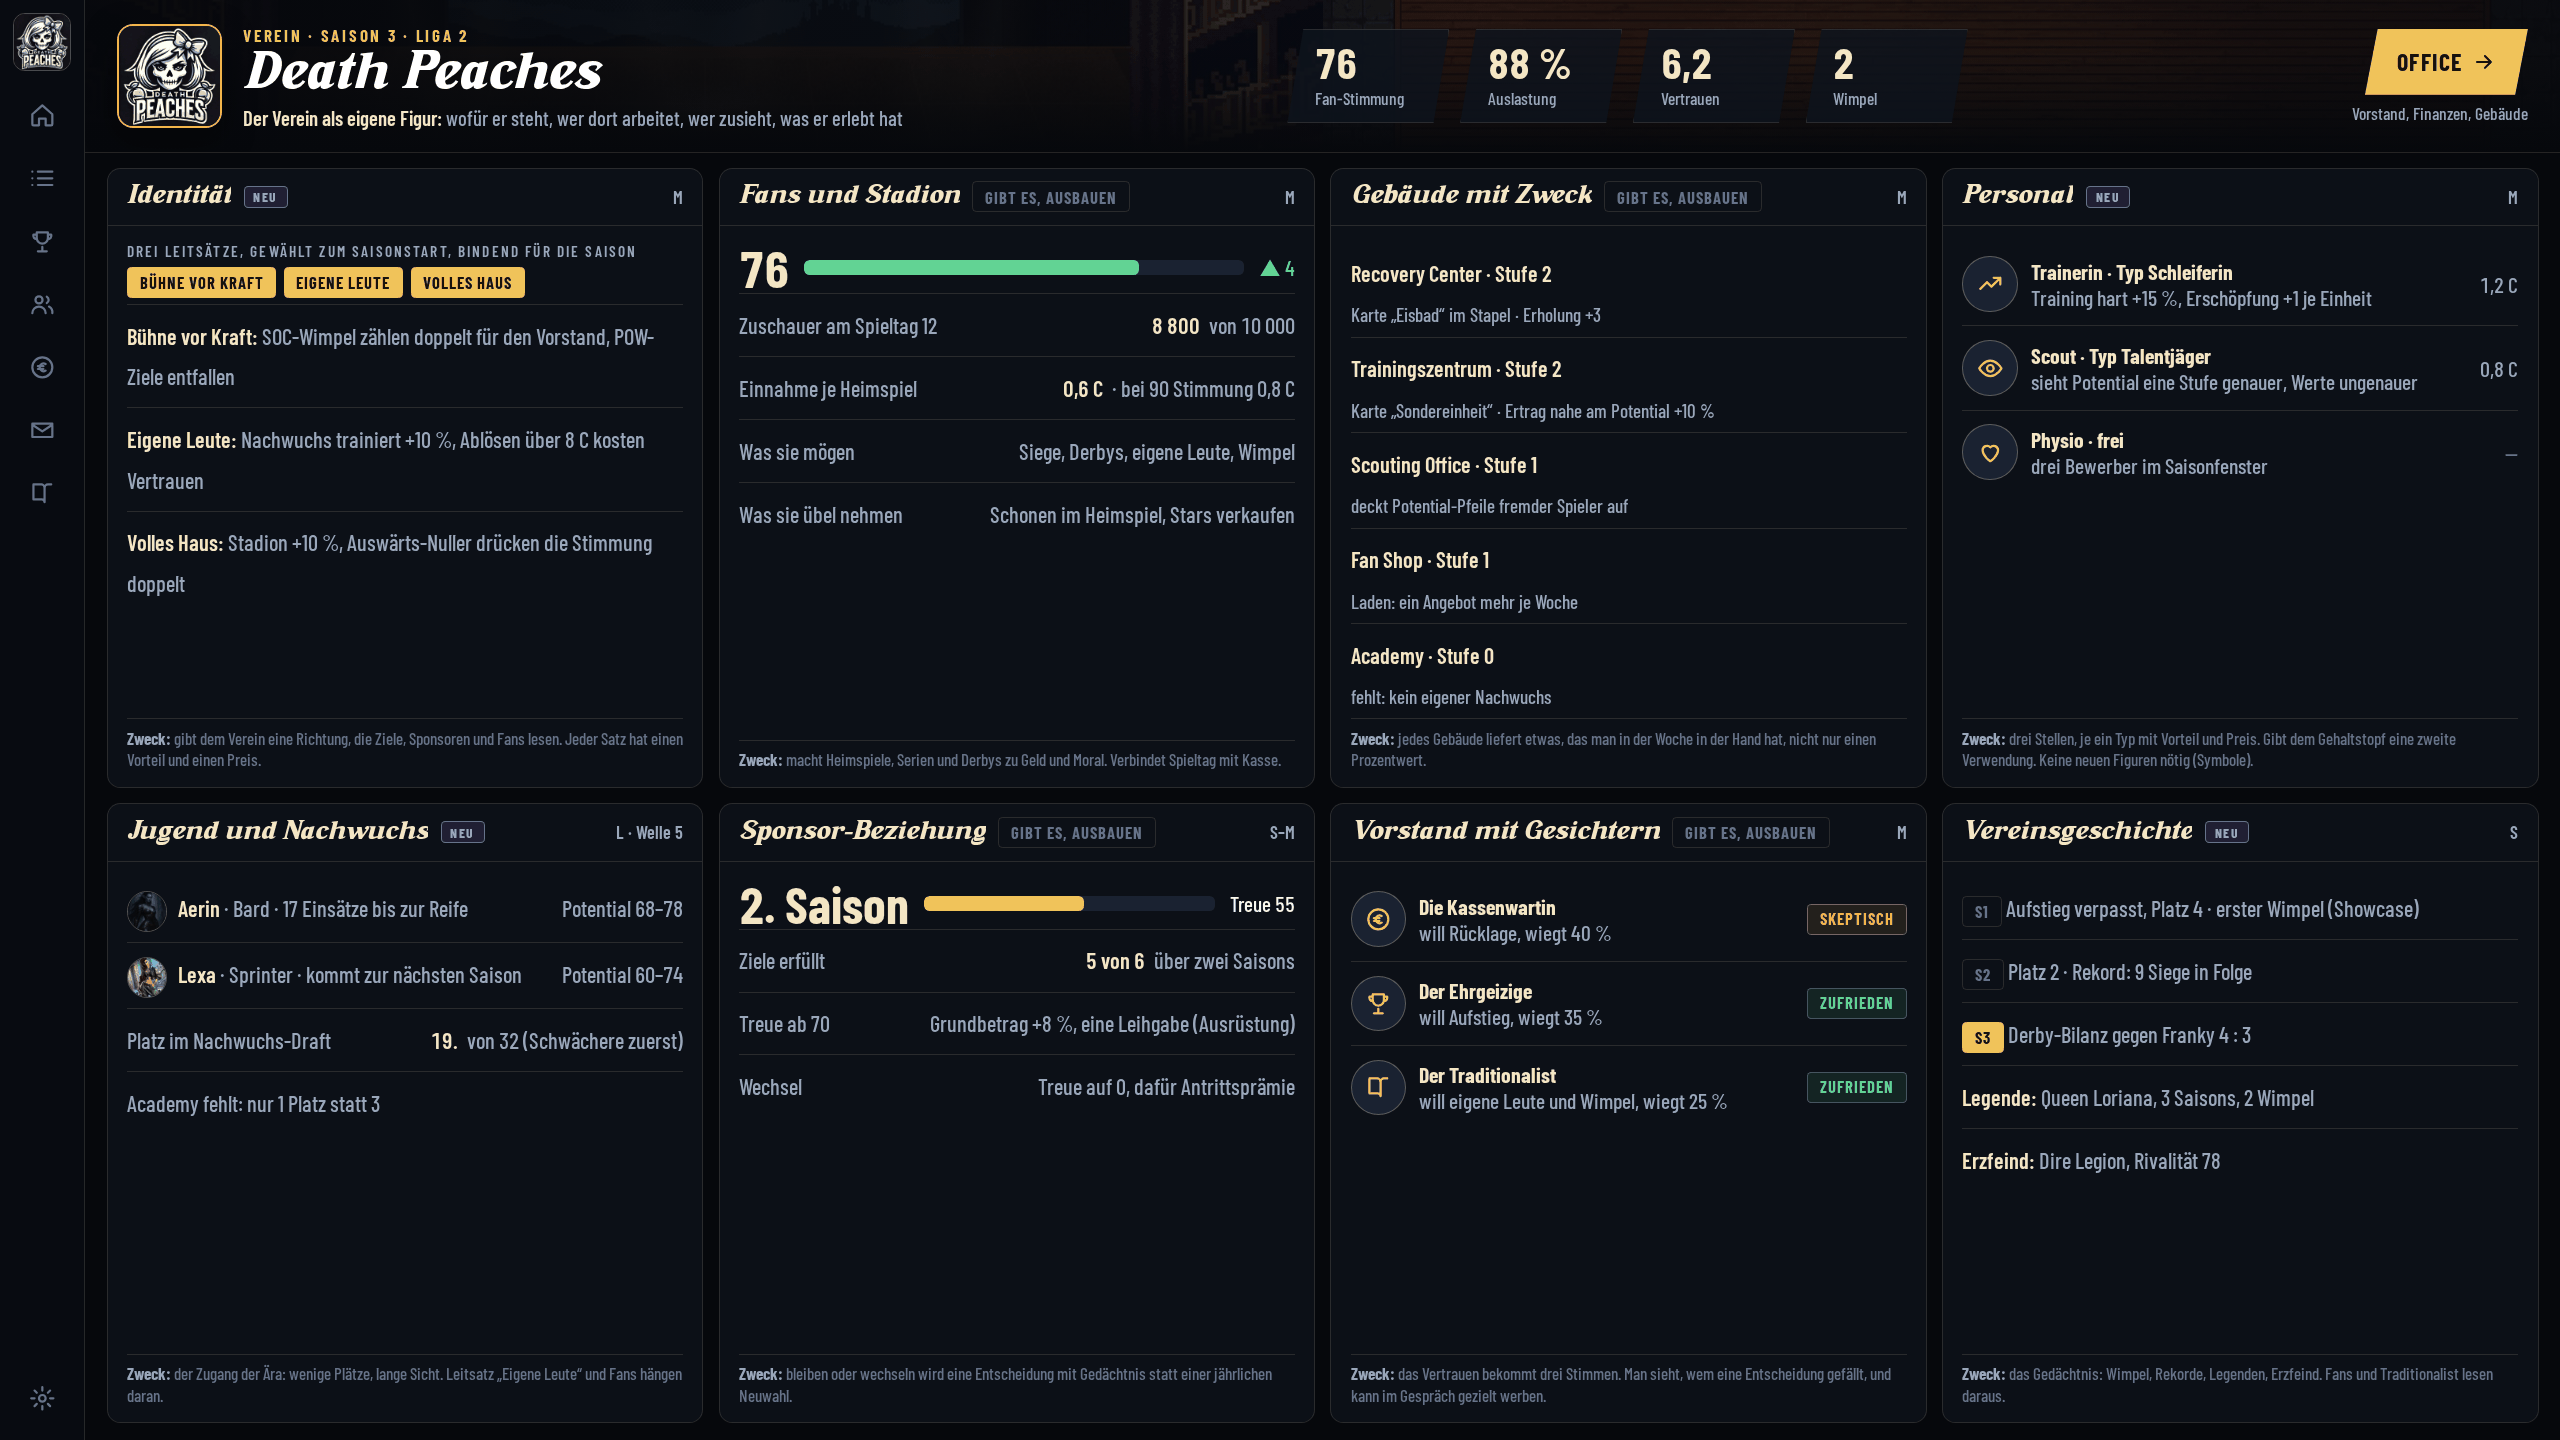 DEATH
PEACHES
DEATH
PEACHES
VEREIN · SAISON 3 · LIGA 2
Death Peaches
Der Verein als eigene Figur: wofür er steht, wer dort arbeitet, wer zusieht, was er erlebt hat
76
Fan-Stimmung
88 %
Auslastung
6,2
Vertrauen
2
Wimpel
OFFICE →
Vorstand, Finanzen, Gebäude
Identität NEU M
DREI LEITSÄTZE, GEWÄHLT ZUM SAISONSTART, BINDEND FÜR DIE SAISON
BÜHNE VOR KRAFT EIGENE LEUTE VOLLES HAUS
Bühne vor Kraft: SOC-Wimpel zählen doppelt für den Vorstand, POW-
Ziele entfallen
Eigene Leute: Nachwuchs trainiert +10 %, Ablösen über 8 C kosten
Vertrauen
Volles Haus: Stadion +10 %, Auswärts-Nuller drücken die Stimmung
doppelt
Zweck: gibt dem Verein eine Richtung, die Ziele, Sponsoren und Fans lesen. Jeder Satz hat einen
Vorteil und einen Preis.
Fans und Stadion GIBT ES, AUSBAUEN M
76 ▲ 4
Zuschauer am Spieltag 12 8 800 von 10 000
Einnahme je Heimspiel 0,6 C · bei 90 Stimmung 0,8 C
Was sie mögen Siege, Derbys, eigene Leute, Wimpel
Was sie übel nehmen Schonen im Heimspiel, Stars verkaufen
Zweck: macht Heimspiele, Serien und Derbys zu Geld und Moral. Verbindet Spieltag mit Kasse.
Gebäude mit Zweck GIBT ES, AUSBAUEN M
Recovery Center · Stufe 2
Karte „Eisbad“ im Stapel · Erholung +3
Trainingszentrum · Stufe 2
Karte „Sondereinheit“ · Ertrag nahe am Potential +10 %
Scouting Office · Stufe 1
deckt Potential-Pfeile fremder Spieler auf
Fan Shop · Stufe 1
Laden: ein Angebot mehr je Woche
Academy · Stufe 0
fehlt: kein eigener Nachwuchs
Zweck: jedes Gebäude liefert etwas, das man in der Woche in der Hand hat, nicht nur einen
Prozentwert.
Personal NEU M
Trainerin · Typ Schleiferin
Training hart +15 %, Erschöpfung +1 je Einheit 1,2 C
Scout · Typ Talentjäger
sieht Potential eine Stufe genauer, Werte ungenauer 0,8 C
Physio · frei
drei Bewerber im Saisonfenster –
Zweck: drei Stellen, je ein Typ mit Vorteil und Preis. Gibt dem Gehaltstopf eine zweite
Verwendung. Keine neuen Figuren nötig (Symbole).
Jugend und Nachwuchs NEU L · Welle 5
Aerin · Bard · 17 Einsätze bis zur Reife Potential 68–78
Lexa · Sprinter · kommt zur nächsten Saison Potential 60–74
Platz im Nachwuchs-Draft 19. von 32 (Schwächere zuerst)
Academy fehlt: nur 1 Platz statt 3
Zweck: der Zugang der Ära: wenige Plätze, lange Sicht. Leitsatz „Eigene Leute“ und Fans hängen
daran.
Sponsor-Beziehung GIBT ES, AUSBAUEN S–M
2. Saison Treue 55
Ziele erfüllt 5 von 6 über zwei Saisons
Treue ab 70 Grundbetrag +8 %, eine Leihgabe (Ausrüstung)
Wechsel Treue auf 0, dafür Antrittsprämie
Zweck: bleiben oder wechseln wird eine Entscheidung mit Gedächtnis statt einer jährlichen
Neuwahl.
Vorstand mit Gesichtern GIBT ES, AUSBAUEN M
Die Kassenwartin
will Rücklage, wiegt 40 % SKEPTISCH
Der Ehrgeizige
will Aufstieg, wiegt 35 % ZUFRIEDEN
Der Traditionalist
will eigene Leute und Wimpel, wiegt 25 % ZUFRIEDEN
Zweck: das Vertrauen bekommt drei Stimmen. Man sieht, wem eine Entscheidung gefällt, und
kann im Gespräch gezielt werben.
Vereinsgeschichte NEU S
S1 Aufstieg verpasst, Platz 4 · erster Wimpel (Showcase)
S2 Platz 2 · Rekord: 9 Siege in Folge
S3 Derby-Bilanz gegen Franky 4 : 3
Legende: Queen Loriana, 3 Saisons, 2 Wimpel
Erzfeind: Dire Legion, Rivalität 78
Zweck: das Gedächtnis: Wimpel, Rekorde, Legenden, Erzfeind. Fans und Traditionalist lesen
daraus.